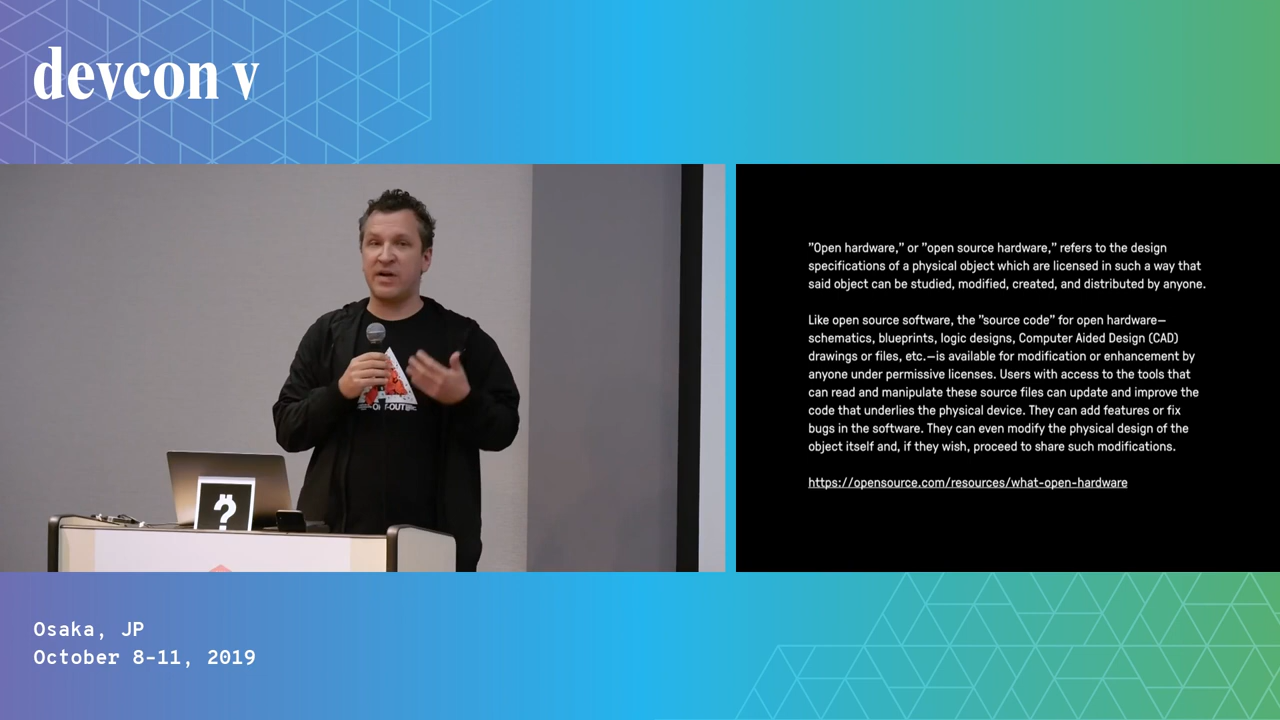 devcon v
"Open hardware," or "open source hardware," refers to the design
specifications of a physical object which are licensed in such a way that
said object can be studied, modified, created, and distributed by anyone.
Like open source software, the "source code" for open hardware—
schematics, blueprints, logic designs, Computer Aided Design (CAD)
drawings or files, etc.—is available for modification or enhancement by
anyone under permissive licenses. Users with access to the tools that
can read and manipulate these source files can update and improve the
code that underlies the physical device. They can add features or fix
bugs in the software. They can even modify the physical design of the
object itself and, if they wish, proceed to share such modifications.
https://opensource.com/resources/what-open-hardware
?
Osaka, JP
October 8-11, 2019